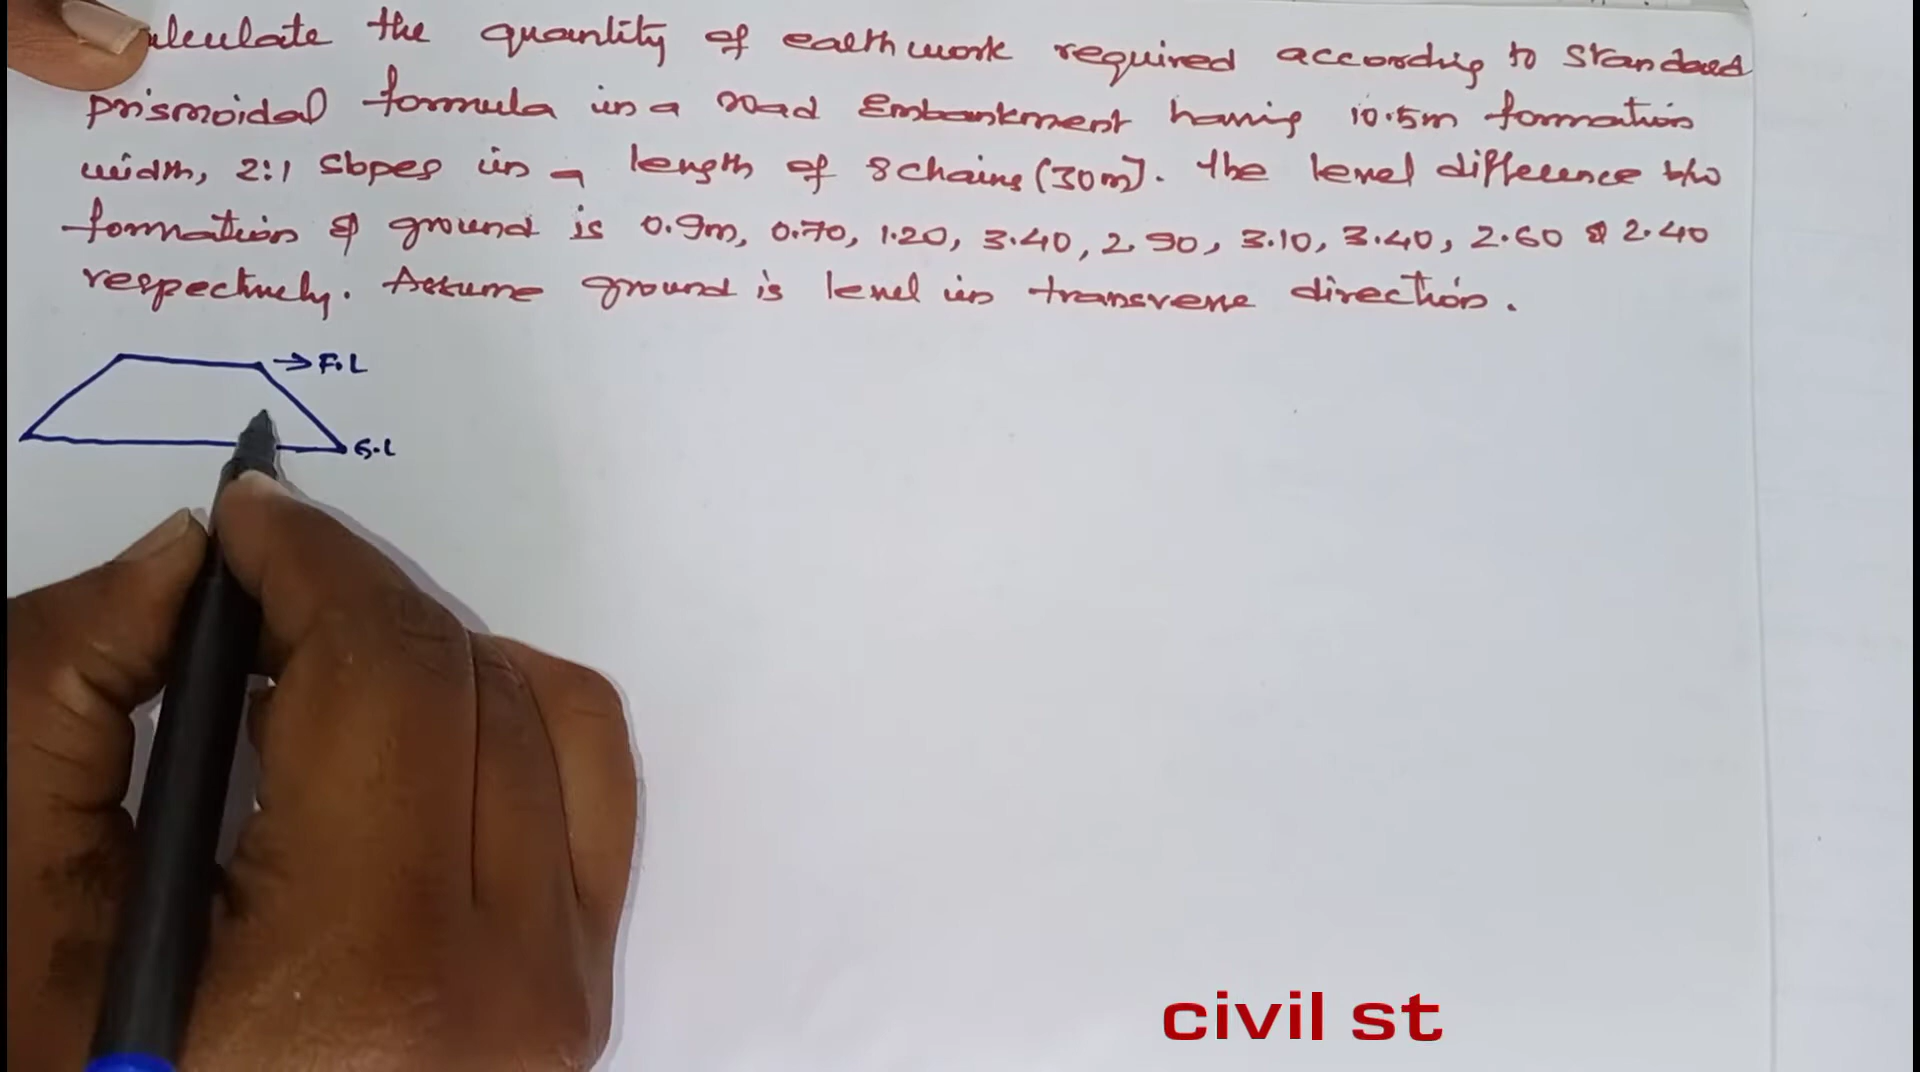 alculate the quantity of earthwork required according to standard
prismoidal formula in a road Embankment having 10.5m formation
width, 2:1 slopes in a length of 8 chains (30m). The level difference b/w
formation & ground is 0.9m, 0.70, 1.20, 3.40, 2.90, 3.10, 3.40, 2.60 & 2.40
respectively. Assume ground is level in transverse direction.
→ F.L
G.L
civil st